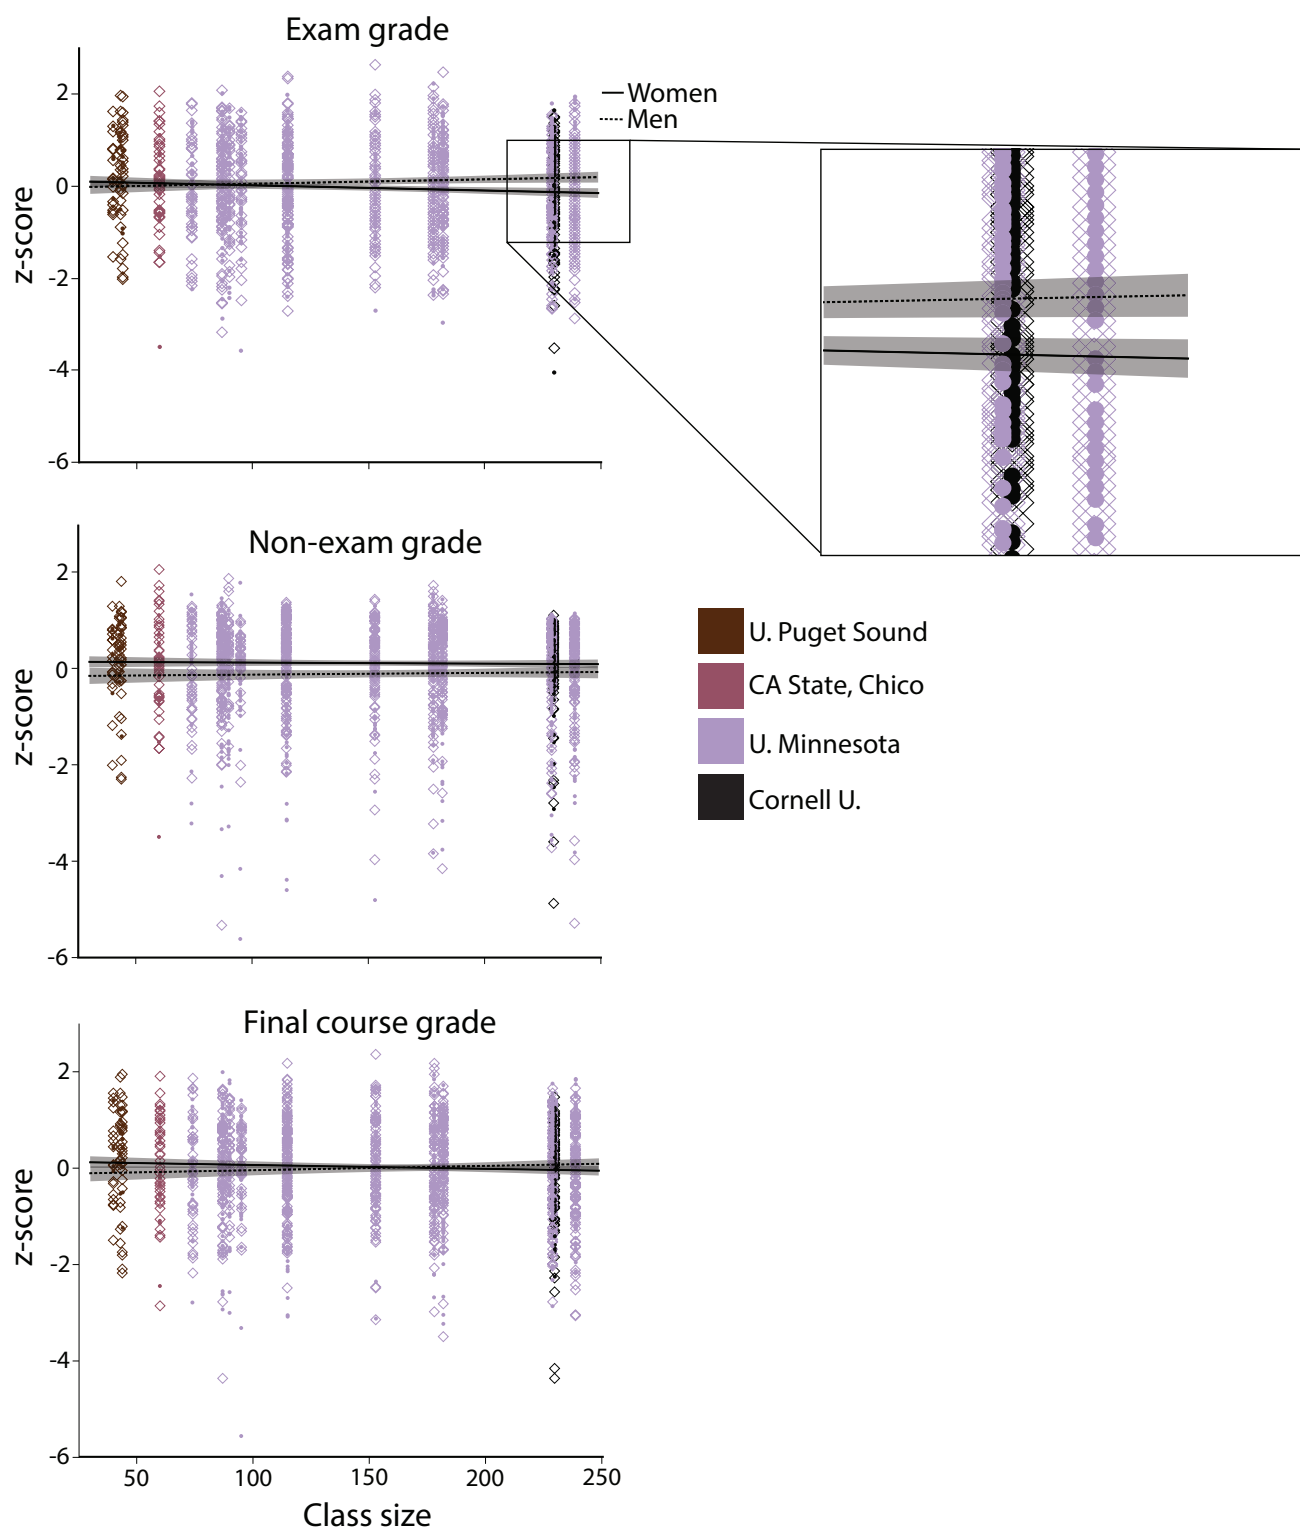 Exam grade
2
0
-2
-4
-6
z-score
Women
Men
Non-exam grade
2
0
-2
-4
-6
z-score
U. Puget Sound
CA State, Chico
U. Minnesota
Cornell U.
Final course grade
2
0
-2
-4
-6
z-score
50 100 150 200 250
Class size